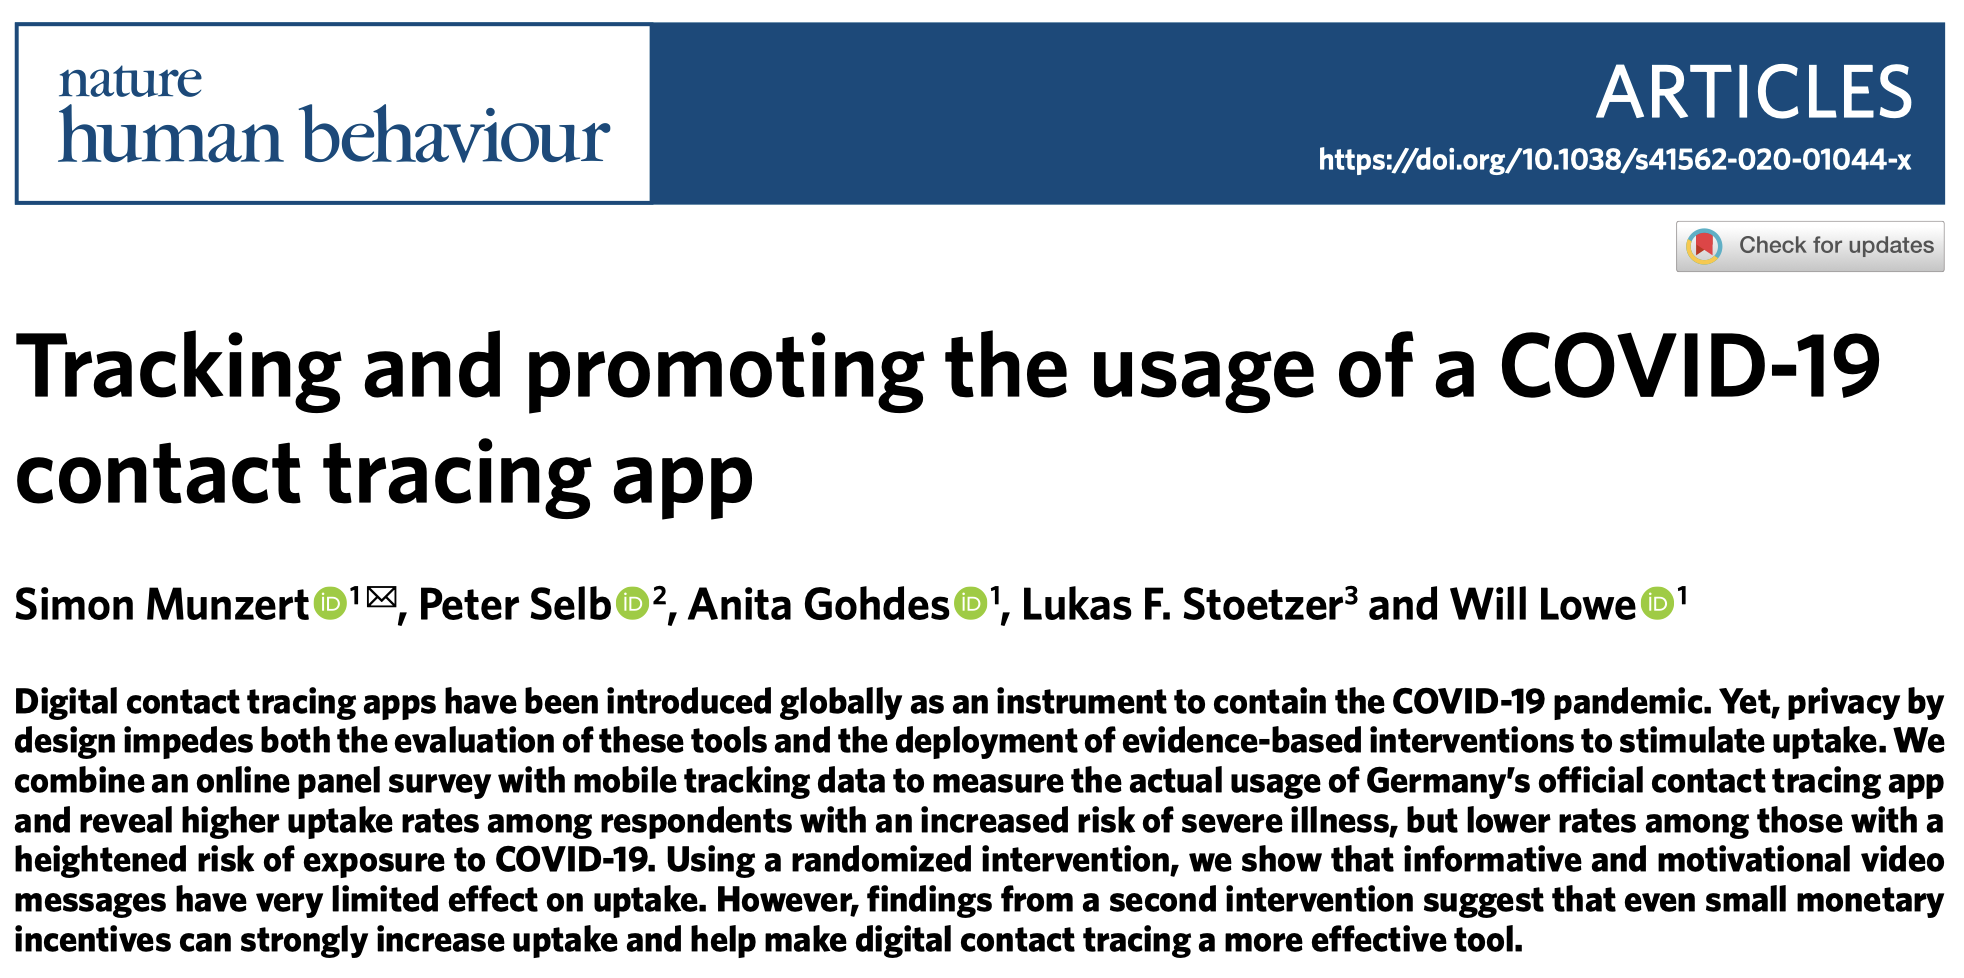 nature
human behaviour
ARTICLES
https://doi.org/10.1038/s41562-020-01044-x
Check for updates
Tracking and promoting the usage of a COVID-19
contact tracing app
Simon Munzert iD 1 ✉, Peter Selb iD 2, Anita Gohdes iD 1, Lukas F. Stoetzer3 and Will Lowe iD 1
Digital contact tracing apps have been introduced globally as an instrument to contain the COVID-19 pandemic. Yet, privacy by
design impedes both the evaluation of these tools and the deployment of evidence-based interventions to stimulate uptake. We
combine an online panel survey with mobile tracking data to measure the actual usage of Germany's official contact tracing app
and reveal higher uptake rates among respondents with an increased risk of severe illness, but lower rates among those with a
heightened risk of exposure to COVID-19. Using a randomized intervention, we show that informative and motivational video
messages have very limited effect on uptake. However, findings from a second intervention suggest that even small monetary
incentives can strongly increase uptake and help make digital contact tracing a more effective tool.